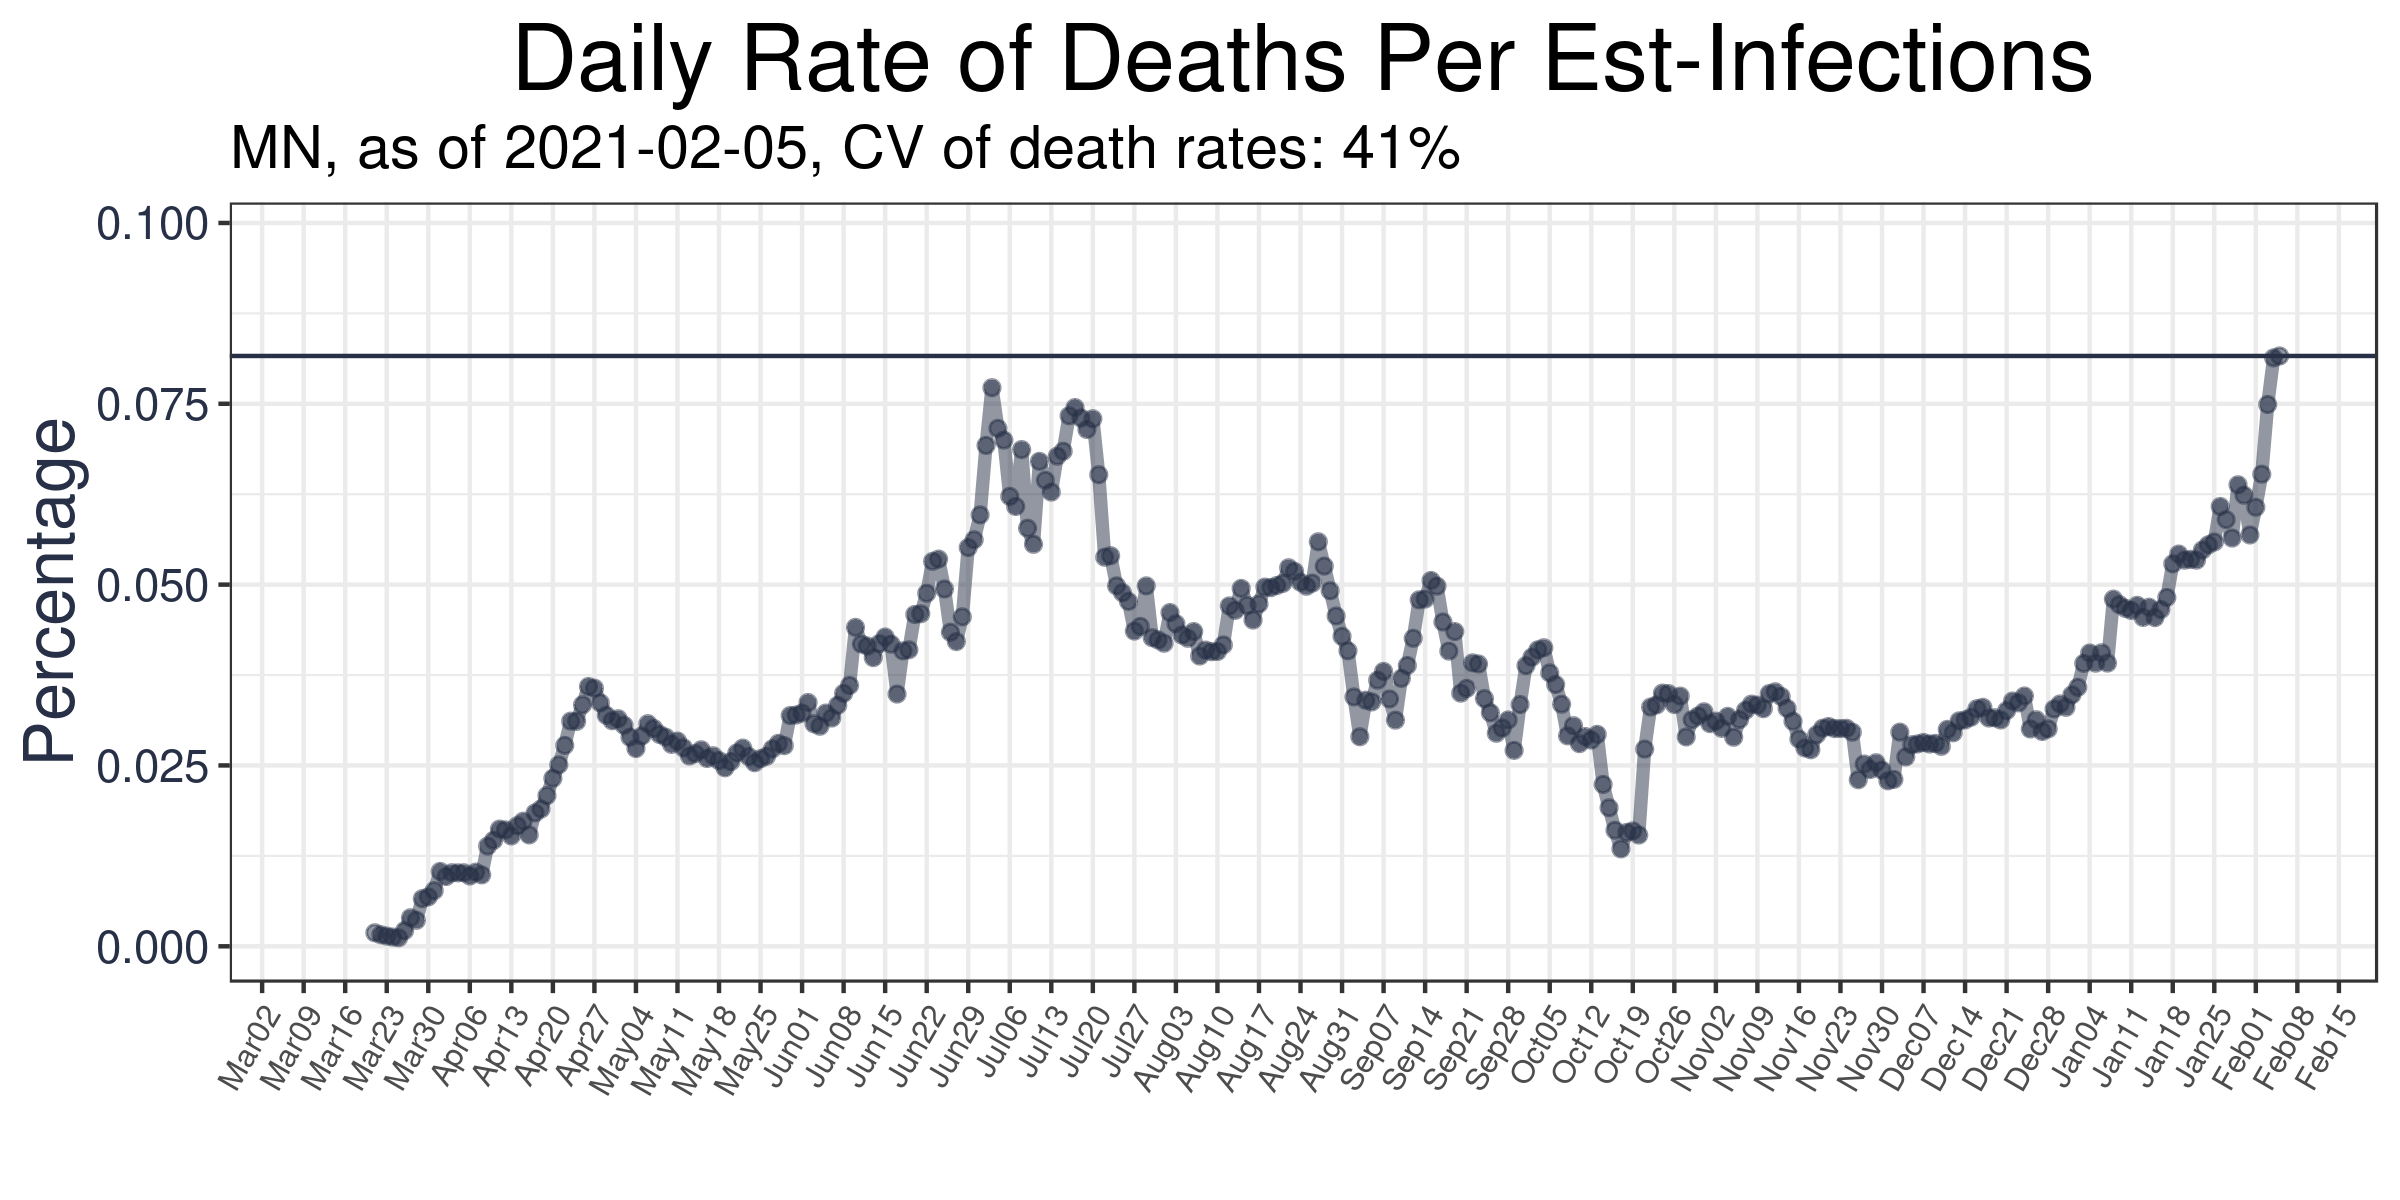 Daily Rate of Deaths Per Est-Infections
MN, as of 2021-02-05, CV of death rates: 41%
Percentage
0.100
0.075
0.050
0.025
0.000
Mar02 Mar09 Mar16 Mar23 Mar30 Apr06 Apr13 Apr20 Apr27 May04 May11 May18 May25 Jun01 Jun08 Jun15 Jun22 Jun29 Jul06 Jul13 Jul20 Jul27 Aug03 Aug10 Aug17 Aug24 Aug31 Sep07 Sep14 Sep21 Sep28 Oct05 Oct12 Oct19 Oct26 Nov02 Nov09 Nov16 Nov23 Nov30 Dec07 Dec14 Dec21 Dec28 Jan04 Jan11 Jan18 Jan25 Feb01 Feb08 Feb15